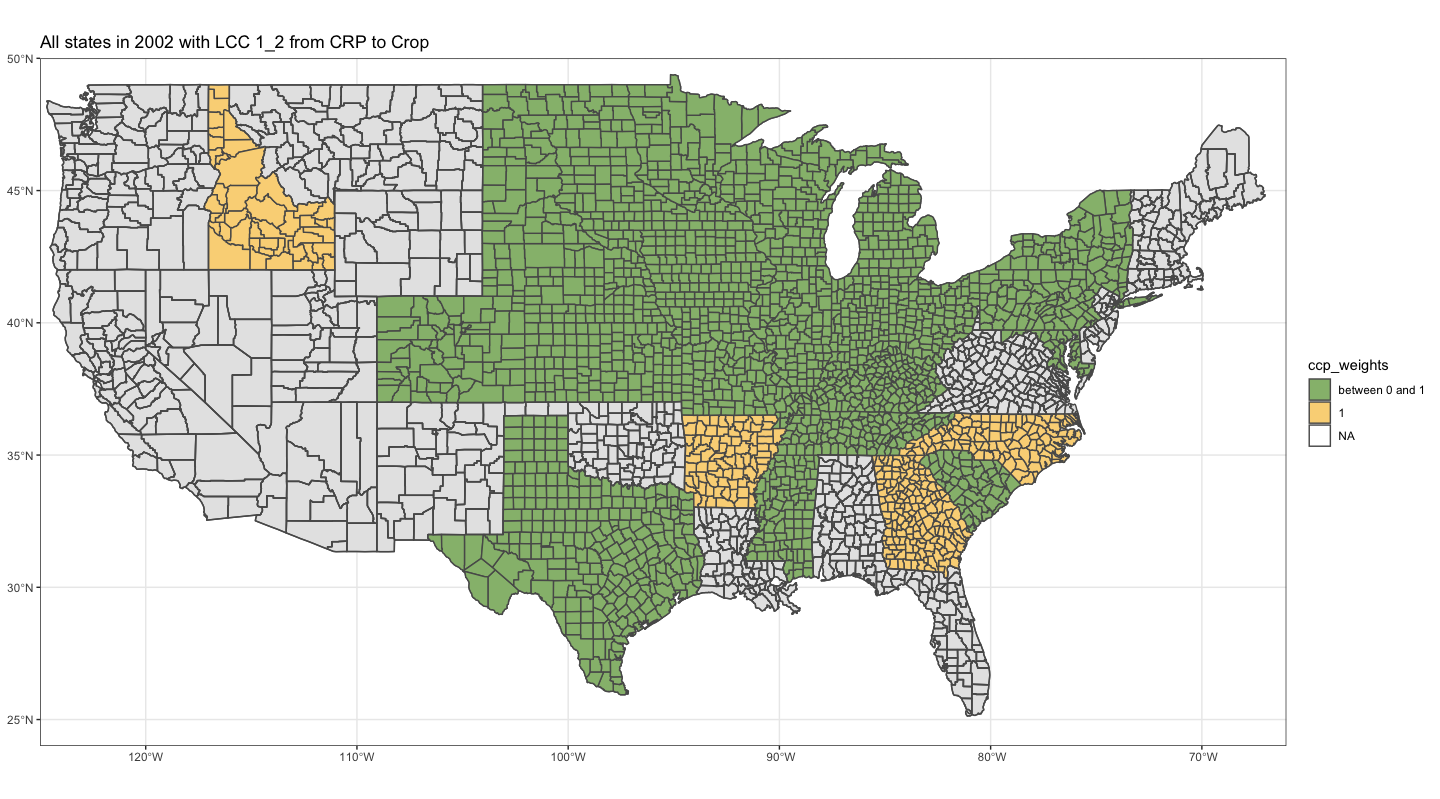 All states in 2002 with LCC 1_2 from CRP to Crop
50°N
45°N
40°N
35°N
30°N
25°N
120°W
110°W
100°W
90°W
80°W
70°W
ccp_weights
between 0 and 1
1
NA